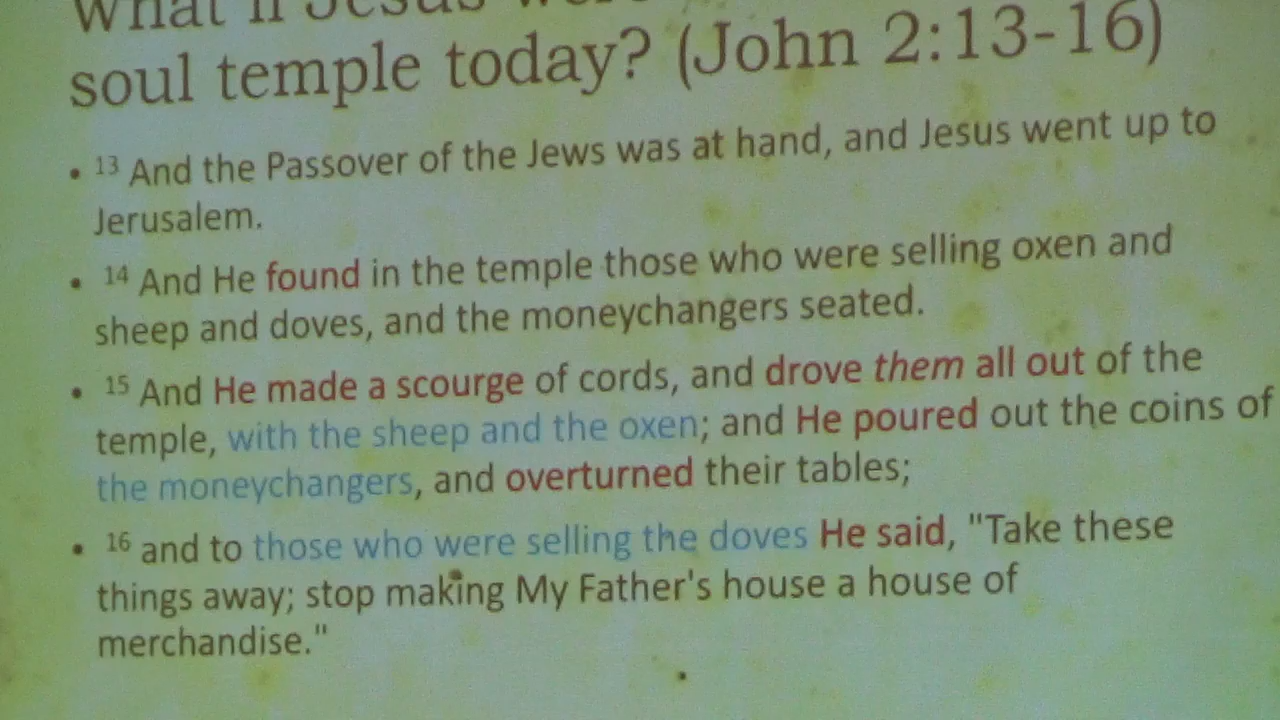 What if Jesus were
soul temple today? (John 2:13-16)
• 13 And the Passover of the Jews was at hand, and Jesus went up to
Jerusalem.
• 14 And He found in the temple those who were selling oxen and
sheep and doves, and the moneychangers seated.
• 15 And He made a scourge of cords, and drove them all out of the
temple, with the sheep and the oxen; and He poured out the coins of
the moneychangers, and overturned their tables;
• 16 and to those who were selling the doves He said, "Take these
things away; stop making My Father's house a house of
merchandise."